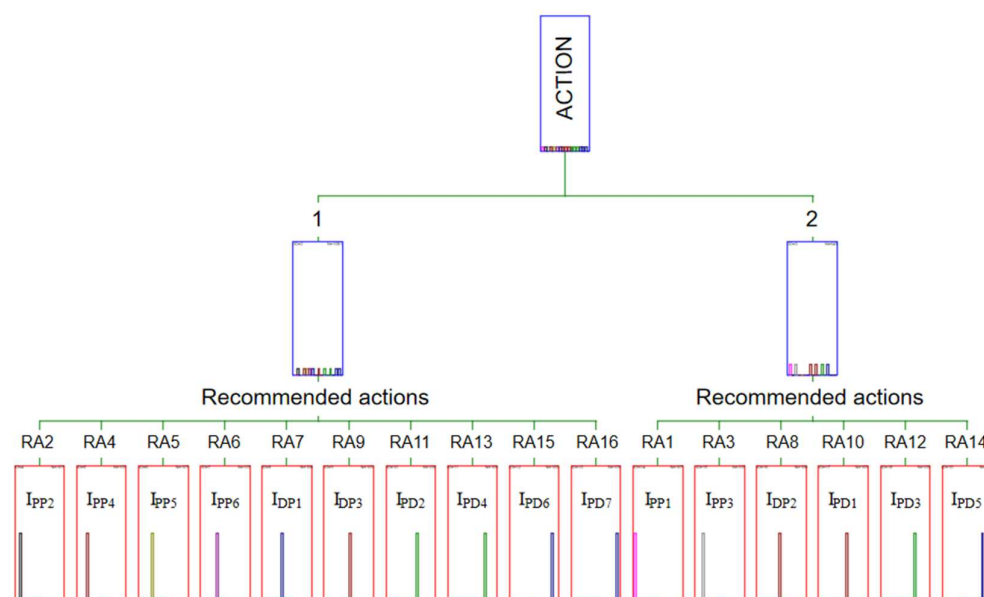 ACTION
1 2
Recommended actions Recommended actions
RA2 RA4 RA5 RA6 RA7 RA9 RA11 RA13 RA15 RA16 RA1 RA3 RA8 RA10 RA12 RA14
IPP2 IPP4 IPP5 IPP6 IDP1 IDP3 IPD2 IPD4 IPD6 IPD7 IPP1 IPP3 IDP2 IPD1 IPD3 IPD5